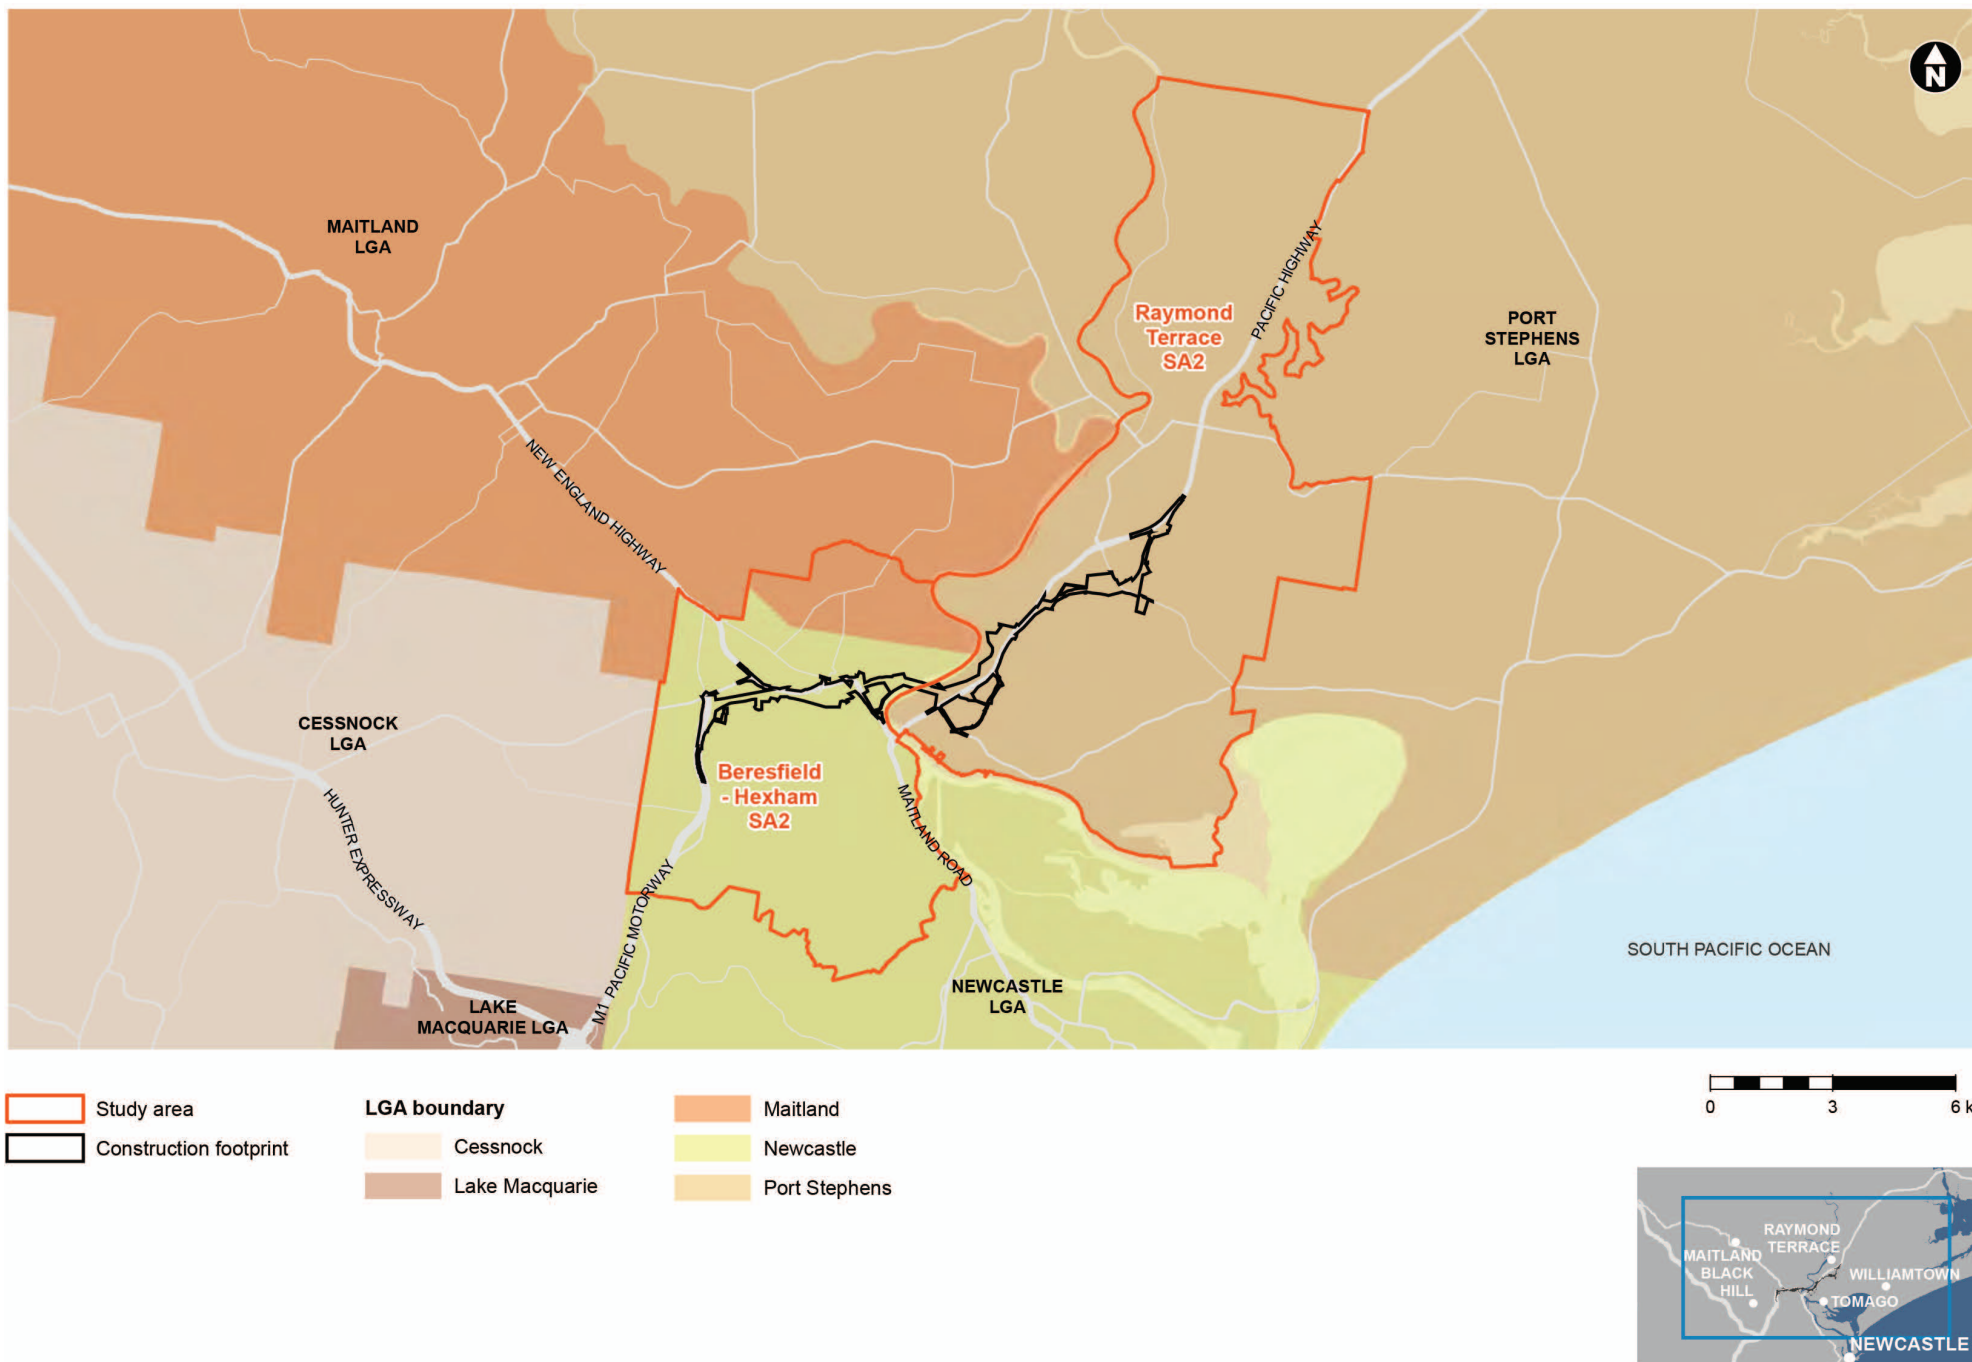 N
MAITLAND
LGA
PACIFIC HIGHWAY
Raymond
Terrace
SA2
PORT
STEPHENS
LGA
NEW ENGLAND HIGHWAY
CESSNOCK
LGA
Beresfield
- Hexham
SA2
HUNTER EXPRESSWAY
MAITLAND ROAD
M1 PACIFIC MOTORWAY
SOUTH PACIFIC OCEAN
NEWCASTLE
LGA
LAKE
MACQUARIE LGA
Study area
Construction footprint
LGA boundary
Cessnock
Lake Macquarie
Maitland
Newcastle
Port Stephens
0 3 6 k
RAYMOND
TERRACE
MAITLAND
BLACK
HILL
WILLIAMTOWN
TOMAGO
NEWCASTLE